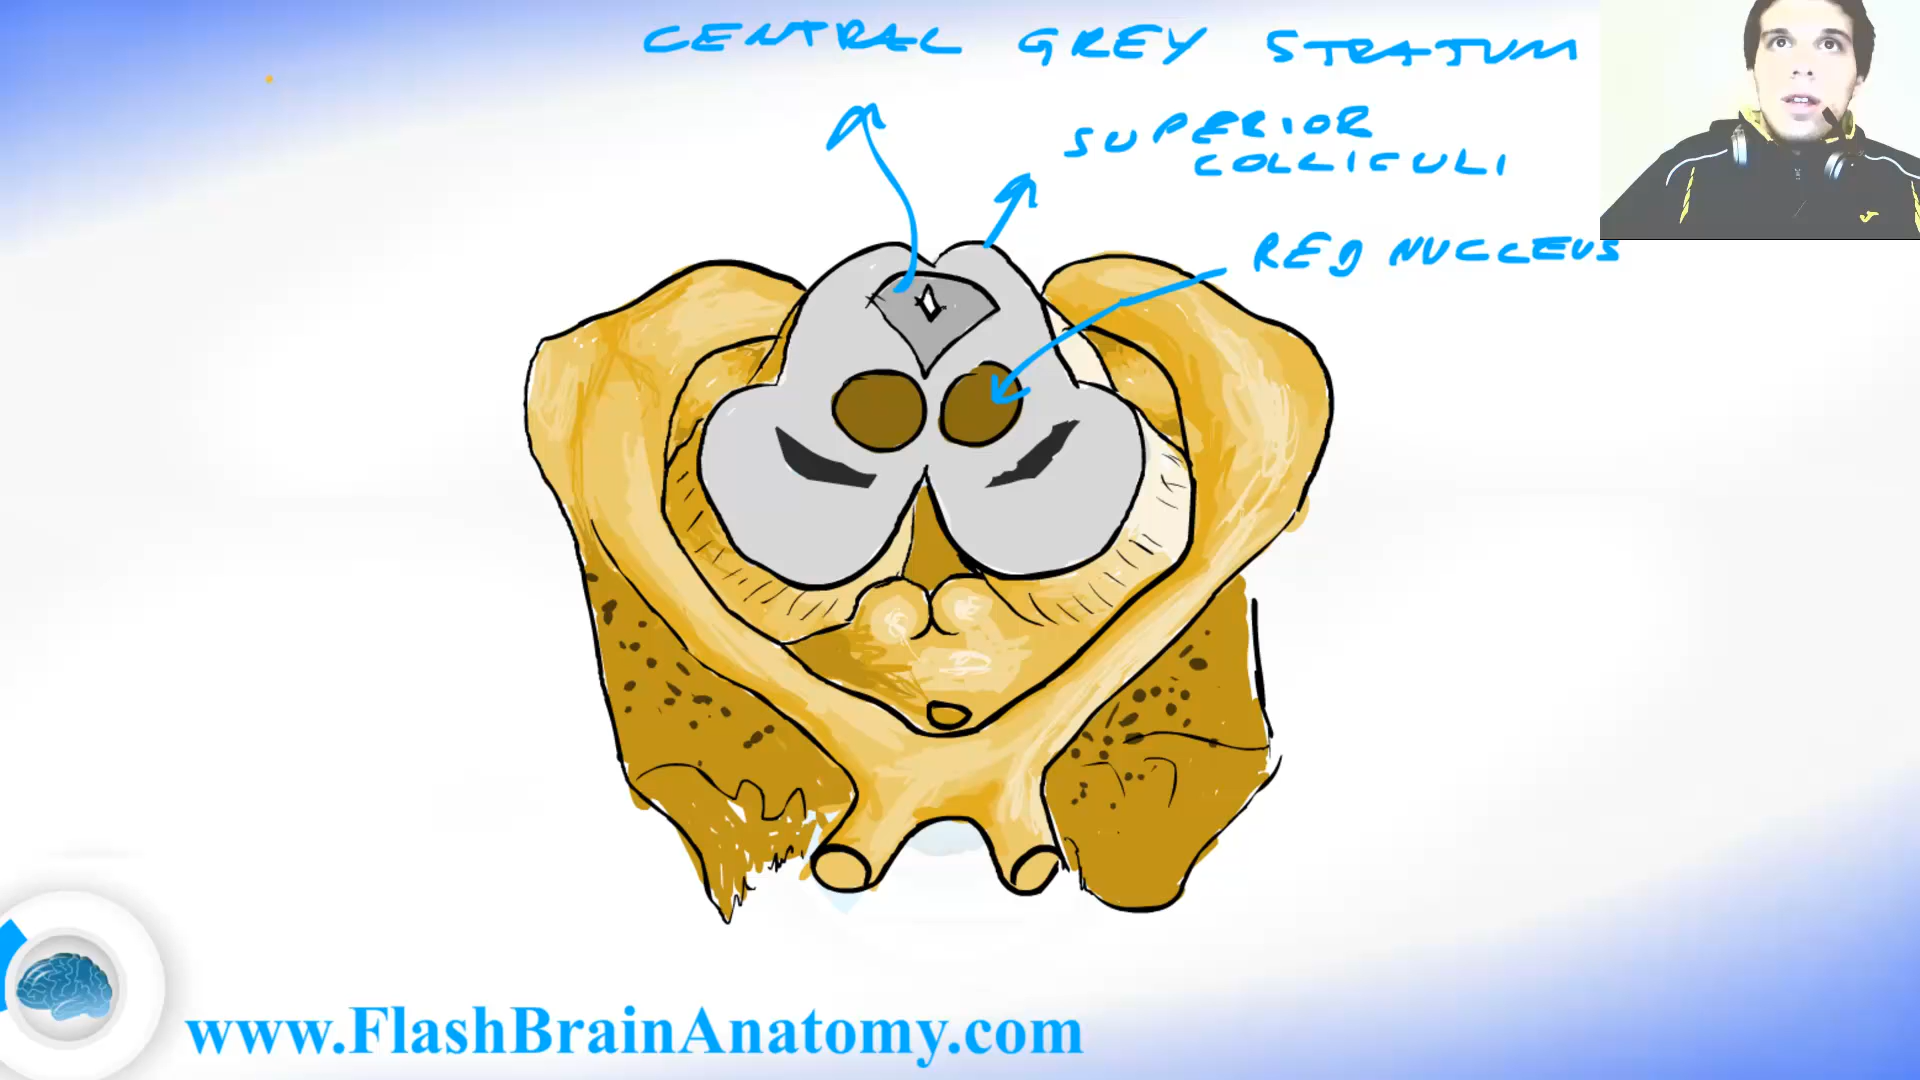 CENTRAL GREY STRATUM
SUPERIOR
COLLICULI
RED NUCLEUS
www.FlashBrainAnatomy.com